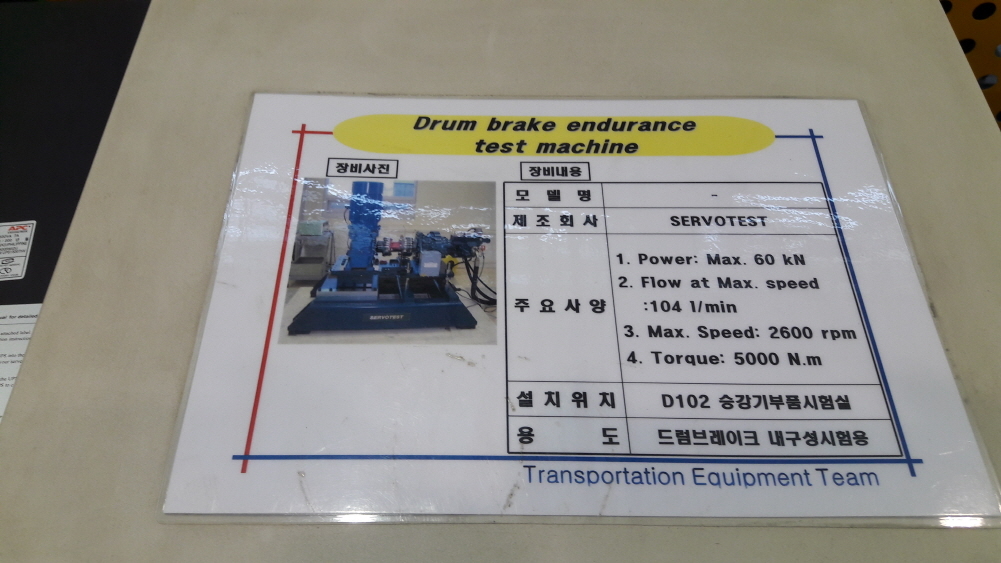 Drum brake endurance
test machine
장비사진
장비내용
모 델 명
-
제 조 회 사
SERVOTEST
주 요 사 양
1. Power: Max. 60 kN
2. Flow at Max. speed
:104 l/min
3. Max. Speed: 2600 rpm
4. Torque: 5000 N.m
설 치 위 치
D102 승강기부품시험실
용 도
드럼브레이크 내구성시험용
Transportation Equipment Team
SERVOTEST
APC